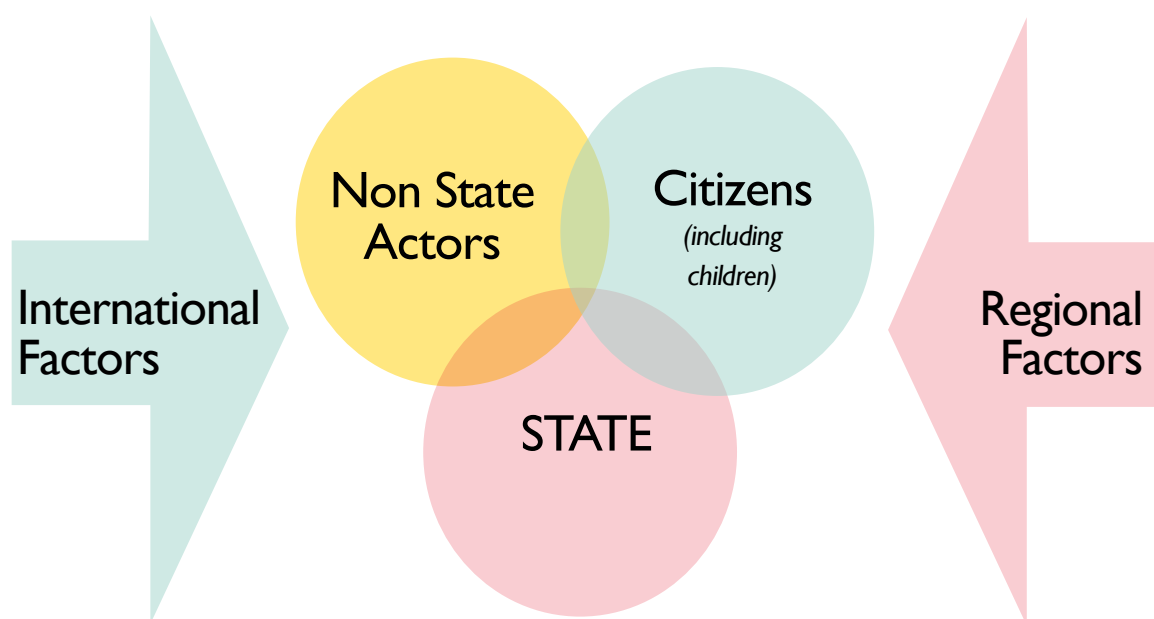 Non State
Actors
Citizens
(including
children)
International
Factors
Regional
Factors
STATE